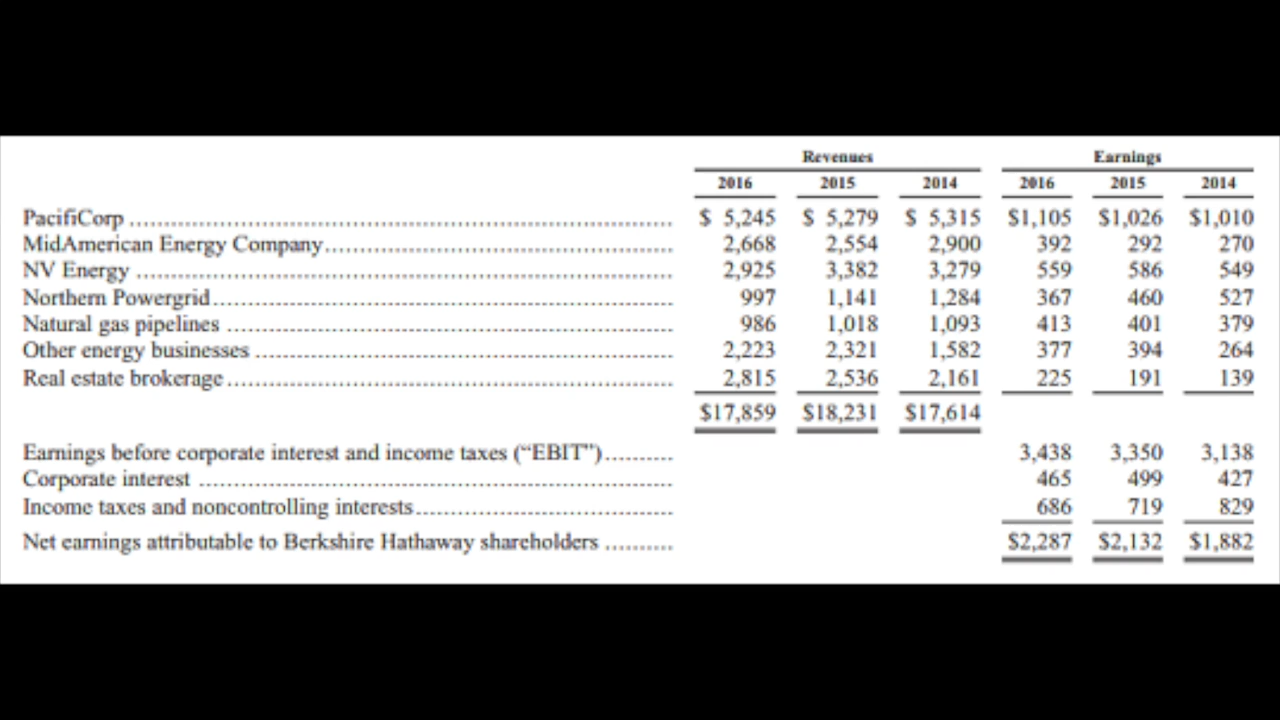 Revenues Earnings
2016 2015 2014 2016 2015 2014
PacifiCorp ........ $ 5,245 $ 5,279 $ 5,315 $1,105 $1,026 $1,010
MidAmerican Energy Company........ 2,668 2,554 2,900 392 292 270
NV Energy ........ 2,925 3,382 3,279 559 586 549
Northern Powergrid........ 997 1,141 1,284 367 460 527
Natural gas pipelines ........ 986 1,018 1,093 413 401 379
Other energy businesses ........ 2,223 2,321 1,582 377 394 264
Real estate brokerage........ 2,815 2,536 2,161 225 191 139
$17,859 $18,231 $17,614
Earnings before corporate interest and income taxes (“EBIT”)........ 3,438 3,350 3,138
Corporate interest ........ 465 499 427
Income taxes and noncontrolling interests........ 686 719 829
Net earnings attributable to Berkshire Hathaway shareholders ........ $2,287 $2,132 $1,882